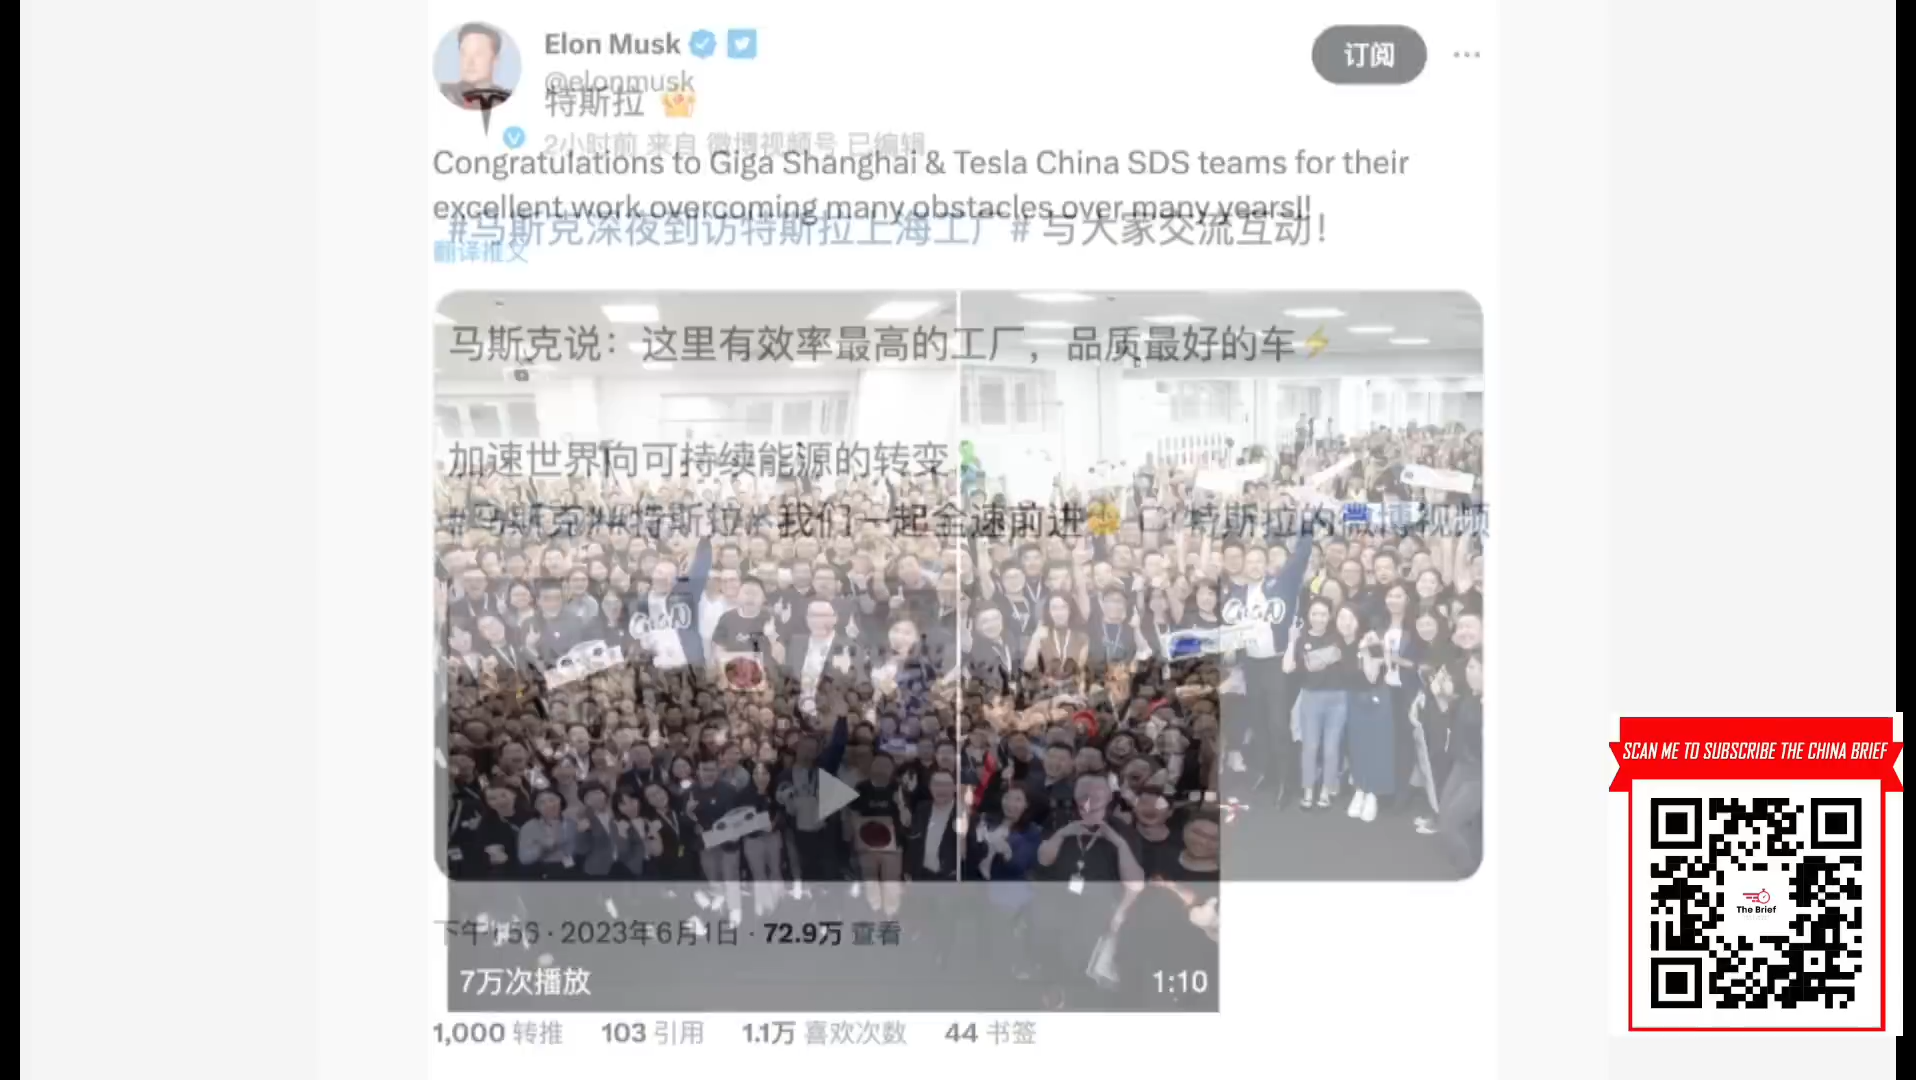 Elon Musk
订阅
@elonmusk
特斯拉
2小时前 来自 微博视频号 已编辑
Congratulations to Giga Shanghai & Tesla China SDS teams for their
excellent work overcoming many obstacles over many years!!
#马斯克深夜到访特斯拉上海工厂# 与大家交流互动！
翻译推文
马斯克说：这里有效率最高的工厂，品质最好的车⚡
加速世界向可持续能源的转变
#马斯克##特斯拉# 我们一起全速前进 特斯拉的微博视频
GIGA
GIGA
下午 · 2023年6月1日 · 72.9万 查看
7万次播放
1:10
1,000 转推 103 引用 1.1万 喜欢次数 44 书签
SCAN ME TO SUBSCRIBE THE CHINA BRIEF
The Brief